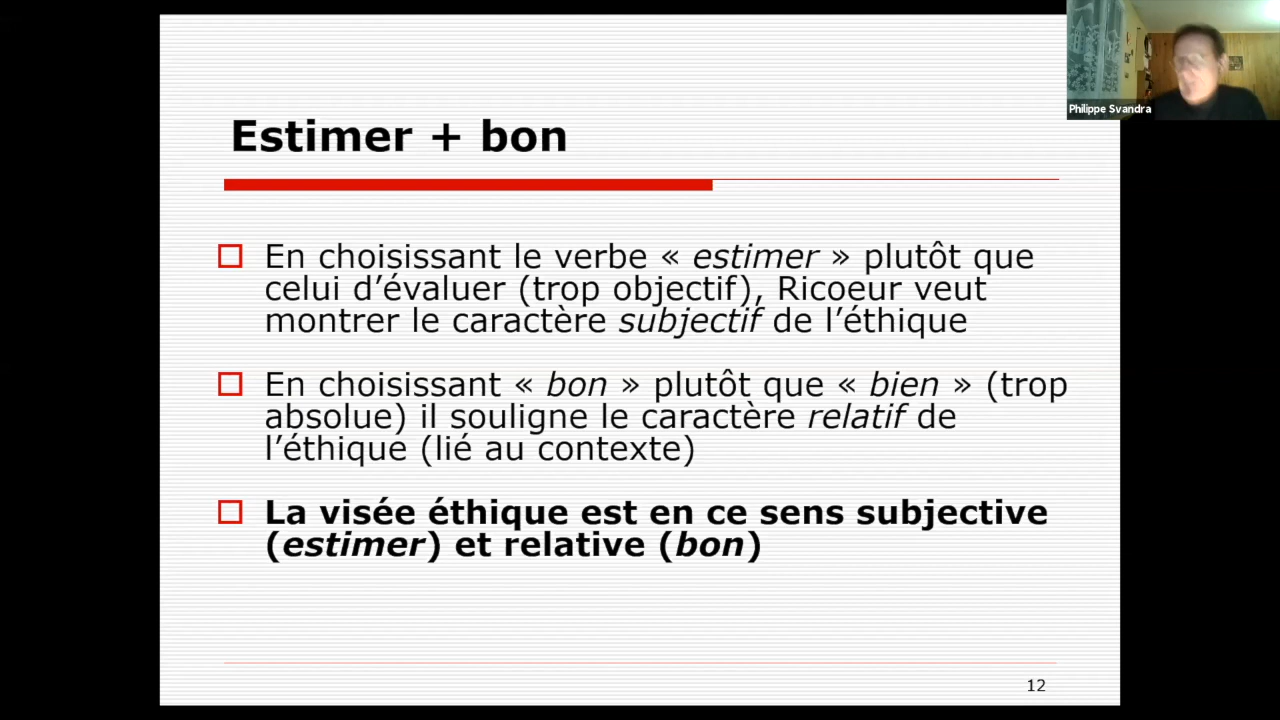 Philippe Svandra
Estimer + bon
En choisissant le verbe « estimer » plutôt que
celui d’évaluer (trop objectif), Ricoeur veut
montrer le caractère subjectif de l’éthique
En choisissant « bon » plutôt que « bien » (trop
absolue) il souligne le caractère relatif de
l’éthique (lié au contexte)
La visée éthique est en ce sens subjective
(estimer) et relative (bon)
12